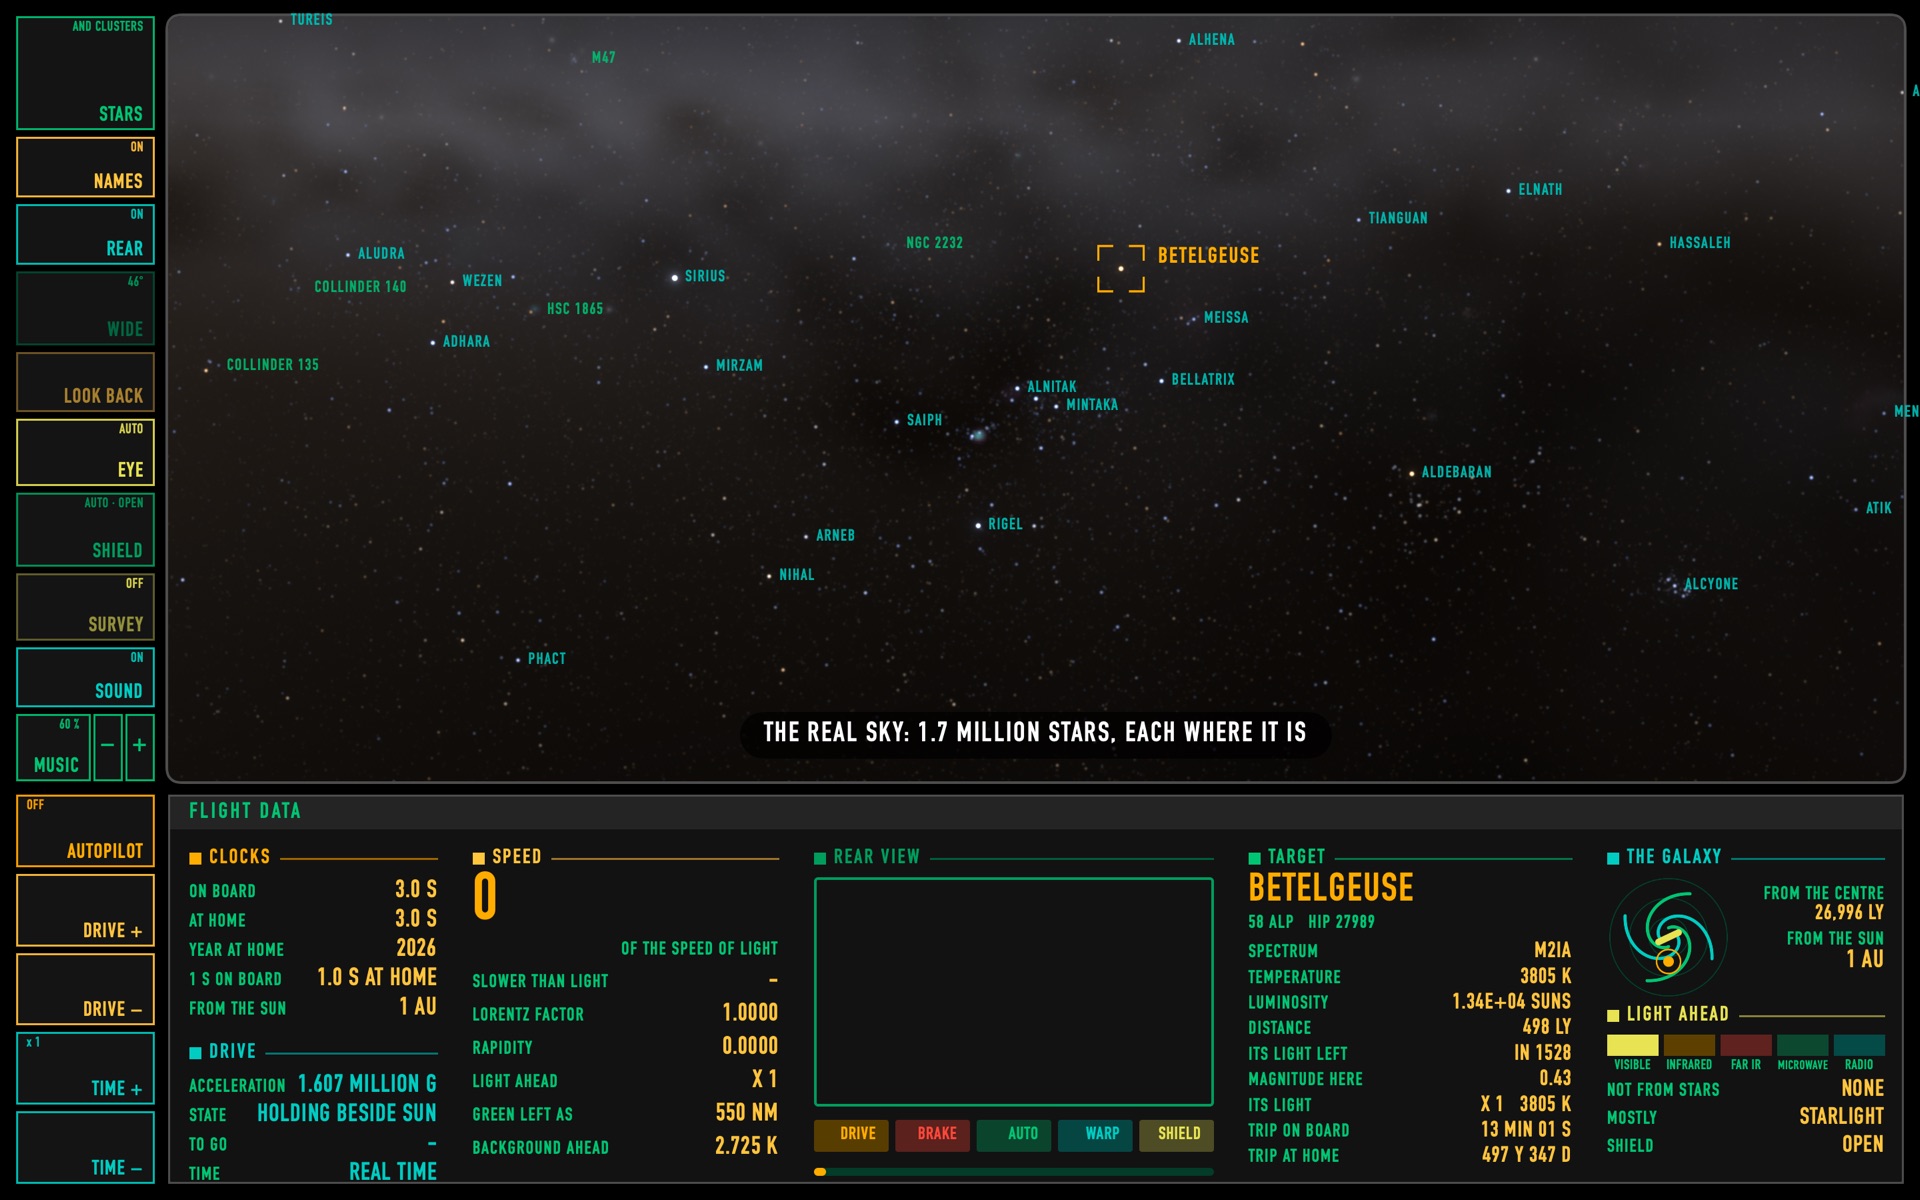 AND CLUSTERS
STARS
ON
NAMES
ON
REAR
46°
WIDE
LOOK BACK
AUTO
EYE
AUTO - OPEN
SHIELD
OFF
SURVEY
ON
SOUND
60 %
MUSIC
−
+
OFF
AUTOPILOT
DRIVE +
DRIVE −
x 1
TIME +
TIME −
TUREIS
ALHENA
M47
A
ELNATH
TIANGUAN
NGC 2232
HASSALEH
BETELGEUSE
ALUDRA
SIRIUS
WEZEN
COLLINDER 140
HSC 1865
MEISSA
ADHARA
COLLINDER 135
MIRZAM
BELLATRIX
ALNITAK
MINTAKA
MEN
SAIPH
ALDEBARAN
ATIK
RIGEL
ARNEB
NIHAL
ALCYONE
PHACT
THE REAL SKY: 1.7 MILLION STARS, EACH WHERE IT IS
FLIGHT DATA
CLOCKS
ON BOARD 3.0 S
AT HOME 3.0 S
YEAR AT HOME 2026
1 S ON BOARD 1.0 S AT HOME
FROM THE SUN 1 AU
DRIVE
ACCELERATION 1.607 MILLION G
STATE HOLDING BESIDE SUN
TO GO –
TIME REAL TIME
SPEED
0
OF THE SPEED OF LIGHT
SLOWER THAN LIGHT –
LORENTZ FACTOR 1.0000
RAPIDITY 0.0000
LIGHT AHEAD X 1
GREEN LEFT AS 550 NM
BACKGROUND AHEAD 2.725 K
REAR VIEW
DRIVE BRAKE AUTO WARP SHIELD
TARGET
BETELGEUSE
58 ALP HIP 27989
SPECTRUM M2IA
TEMPERATURE 3805 K
LUMINOSITY 1.34E+04 SUNS
DISTANCE 498 LY
ITS LIGHT LEFT IN 1528
MAGNITUDE HERE 0.43
ITS LIGHT X 1 3805 K
TRIP ON BOARD 13 MIN 01 S
TRIP AT HOME 497 Y 347 D
THE GALAXY
FROM THE CENTRE
26,996 LY
FROM THE SUN
1 AU
LIGHT AHEAD
VISIBLE INFRARED FAR IR MICROWAVE RADIO
NOT FROM STARS NONE
MOSTLY STARLIGHT
SHIELD OPEN